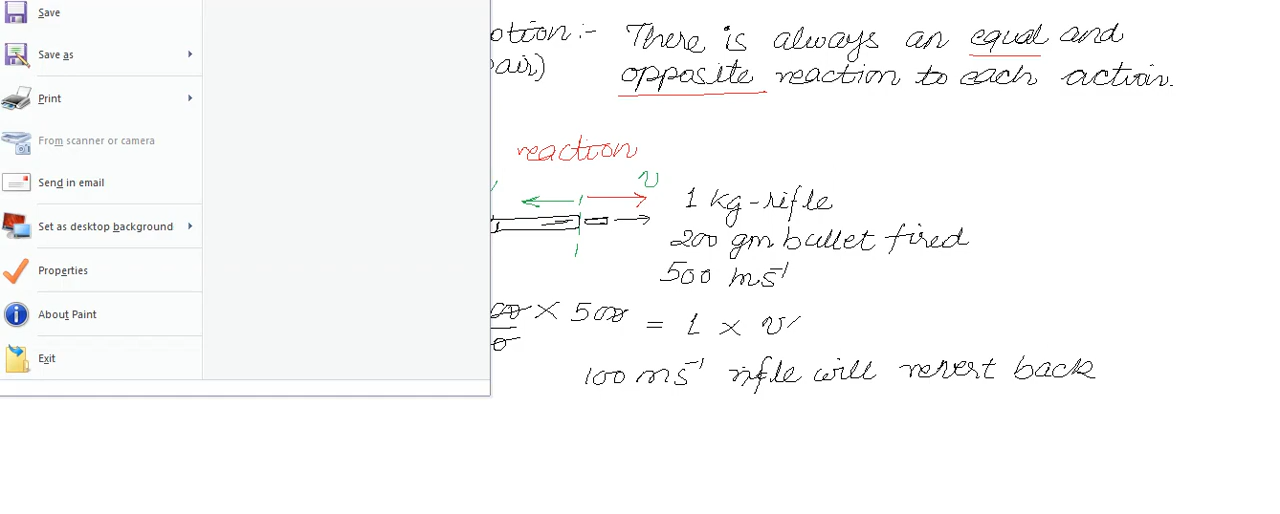 Save
Save as
Print
From scanner or camera
Send in email
Set as desktop background
Properties
About Paint
Exit
otion :- There is always an equal and
air) opposite reaction to each action.
reaction
v
1 kg-rifle
200 gm bullet fired
500 ms⁻¹
× 500 = 1 × v'
100 ms⁻¹ rifle will revert back